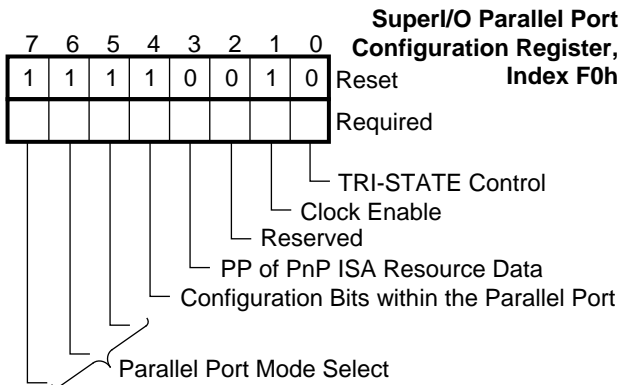 SuperI/O Parallel Port
Configuration Register,
Index F0h
7 6 5 4 3 2 1 0
1 1 1 1 0 0 1 0 Reset
Required
TRI-STATE Control
Clock Enable
Reserved
PP of PnP ISA Resource Data
Configuration Bits within the Parallel Port
Parallel Port Mode Select